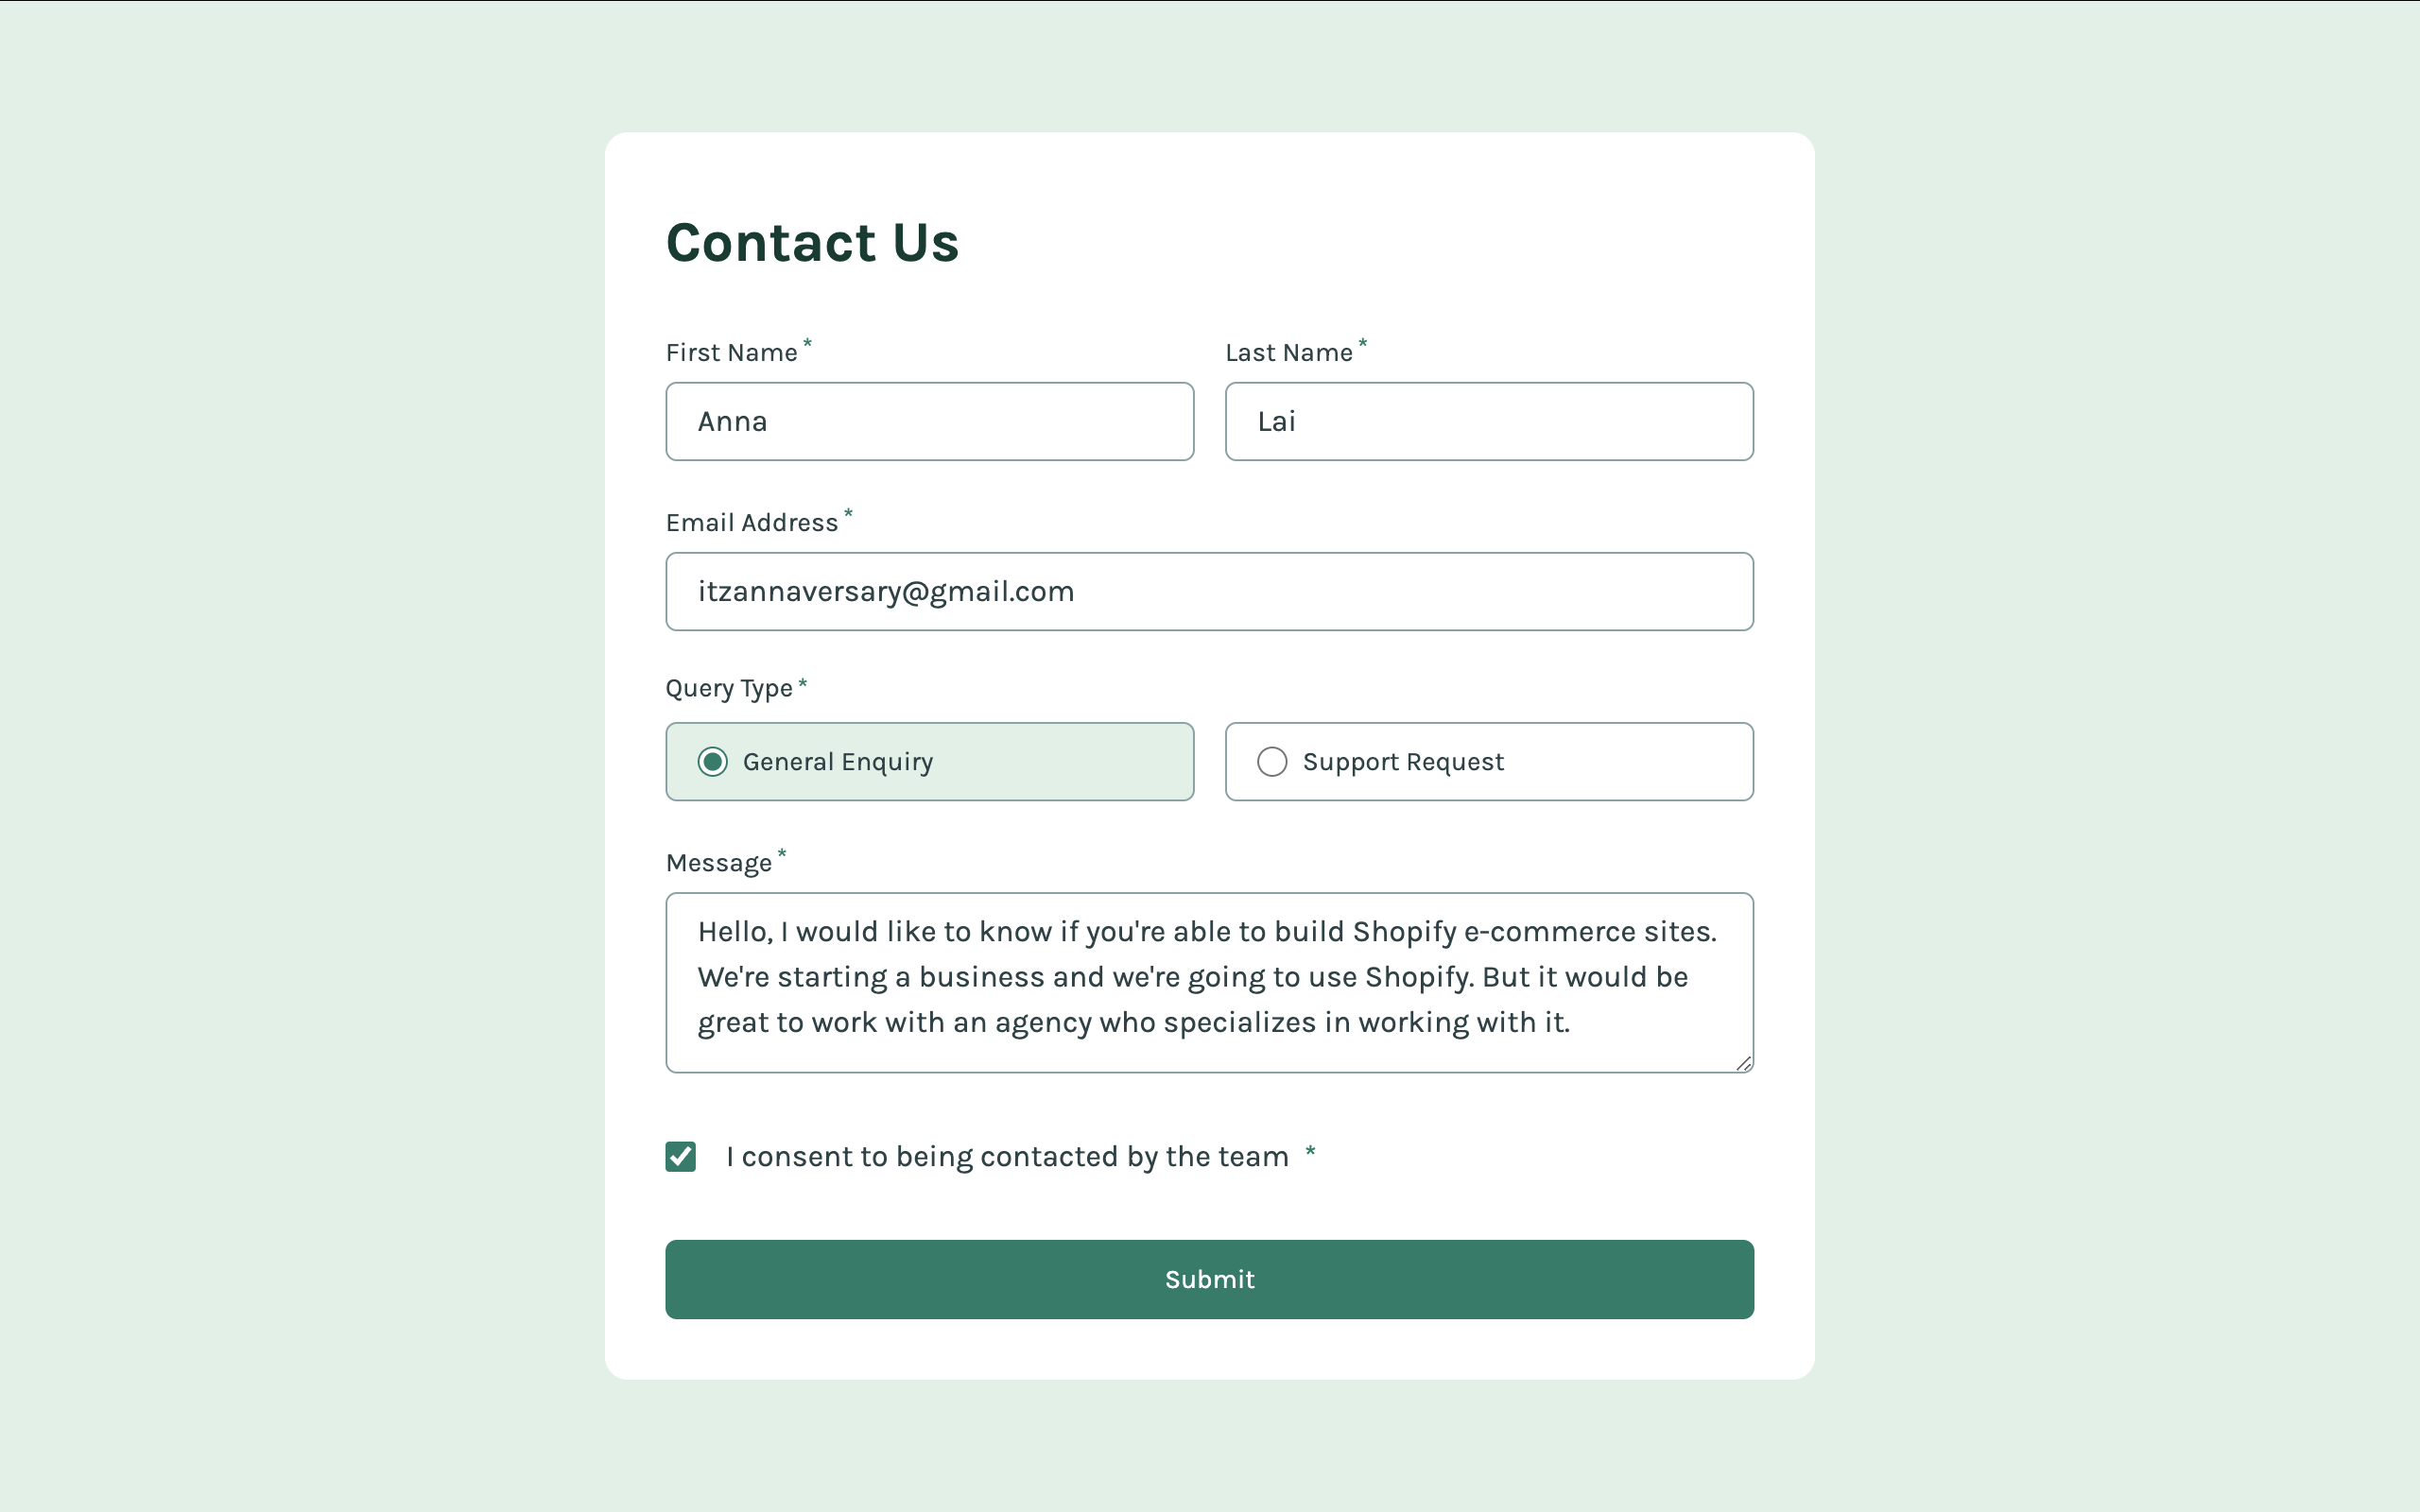 Contact Us
First Name *
Last Name *
Anna
Lai
Email Address *
itzannaversary@gmail.com
Query Type *
General Enquiry
Support Request
Message *
Hello, I would like to know if you're able to build Shopify e-commerce sites.
We're starting a business and we're going to use Shopify. But it would be
great to work with an agency who specializes in working with it.
I consent to being contacted by the team *
Submit